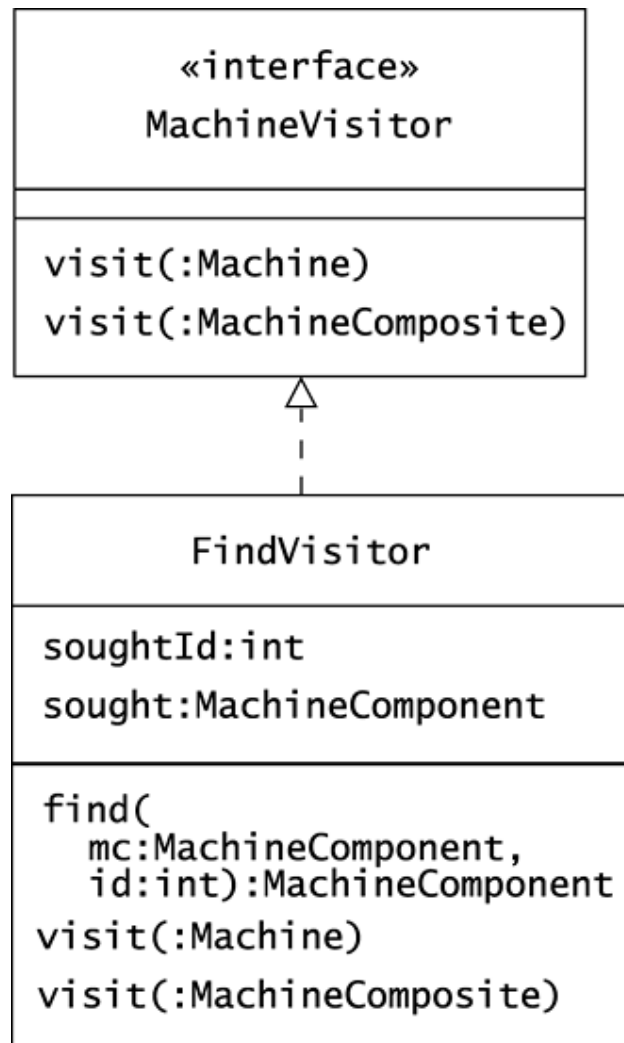 «interface»
MachineVisitor
visit(:Machine)
visit(:MachineComposite)
FindVisitor
soughtId:int
sought:MachineComponent
find(
mc:MachineComponent,
id:int):MachineComponent
visit(:Machine)
visit(:MachineComposite)